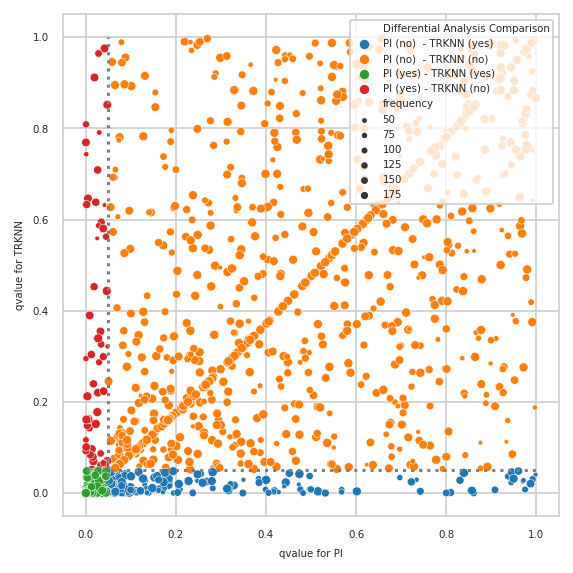 Differential Analysis Comparison
PI (no) - TRKNN (yes)
PI (no) - TRKNN (no)
PI (yes) - TRKNN (yes)
PI (yes) - TRKNN (no)
frequency
50
75
100
125
150
175
1.0
0.8
0.6
0.4
0.2
0.0
qvalue for TRKNN
0.0 0.2 0.4 0.6 0.8 1.0
qvalue for PI